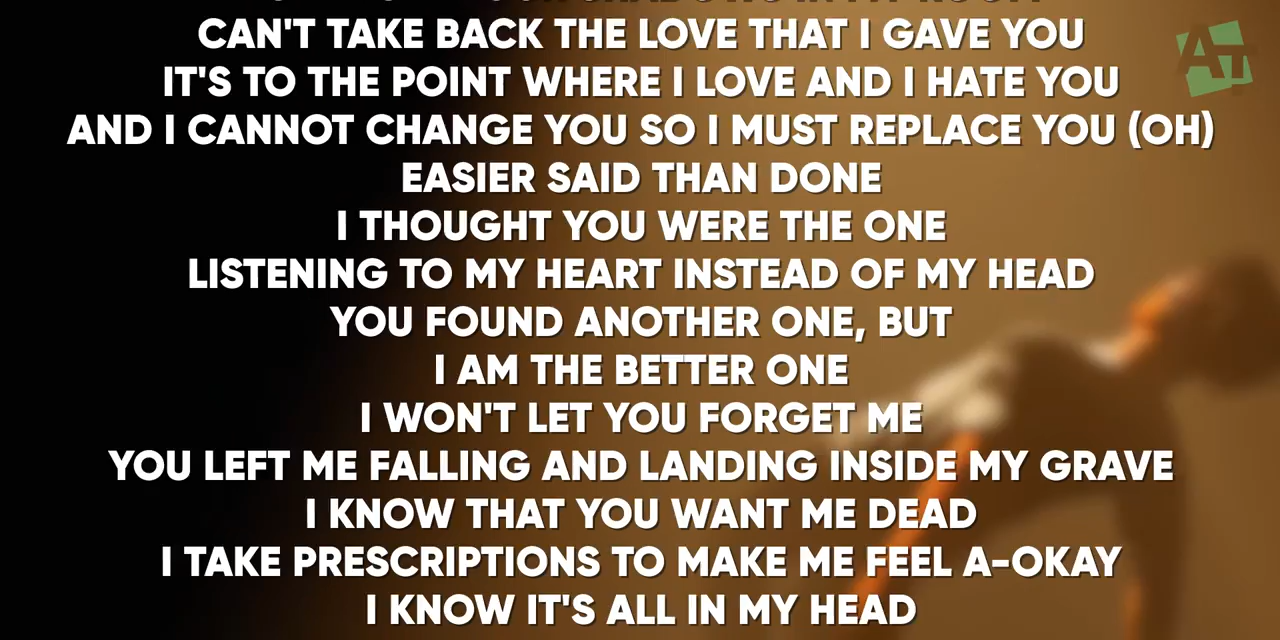 CAN'T TAKE BACK THE LOVE THAT I GAVE YOU
IT'S TO THE POINT WHERE I LOVE AND I HATE YOU
AND I CANNOT CHANGE YOU SO I MUST REPLACE YOU (OH)
EASIER SAID THAN DONE
I THOUGHT YOU WERE THE ONE
LISTENING TO MY HEART INSTEAD OF MY HEAD
YOU FOUND ANOTHER ONE, BUT
I AM THE BETTER ONE
I WON'T LET YOU FORGET ME
YOU LEFT ME FALLING AND LANDING INSIDE MY GRAVE
I KNOW THAT YOU WANT ME DEAD
I TAKE PRESCRIPTIONS TO MAKE ME FEEL A-OKAY
I KNOW IT'S ALL IN MY HEAD
AT